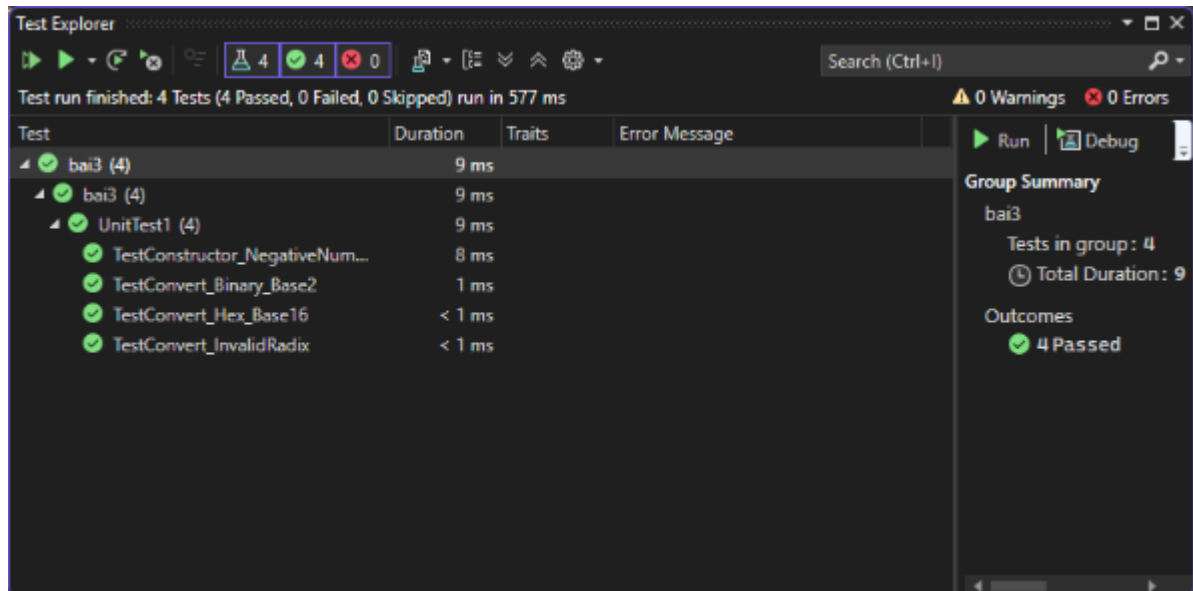 Test Explorer
4 4 0
Search (Ctrl+I)
Test run finished: 4 Tests (4 Passed, 0 Failed, 0 Skipped) run in 577 ms
0 Warnings 0 Errors
Test Duration Traits Error Message
bai3 (4) 9 ms
bai3 (4) 9 ms
UnitTest1 (4) 9 ms
TestConstructor_NegativeNum... 8 ms
TestConvert_Binary_Base2 1 ms
TestConvert_Hex_Base16 < 1 ms
TestConvert_InvalidRadix < 1 ms
Run Debug
Group Summary
bai3
Tests in group: 4
Total Duration: 9
Outcomes
4 Passed